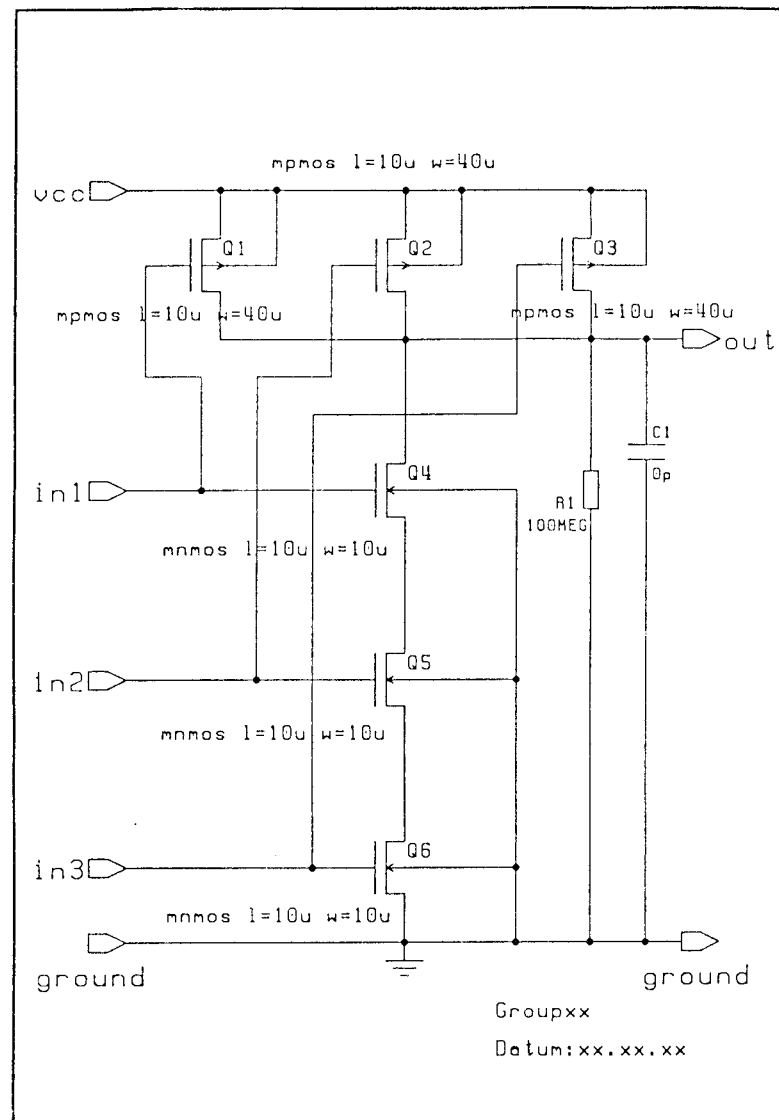 mpmos l=10u w=40u
vcc
Q1
Q2
Q3
mpmos l=10u w=40u
mpmos l=10u w=40u
out
C1
0p
Q4
in1
R1
100MEG
mnmos l=10u w=10u
Q5
in2
mnmos l=10u w=10u
Q6
in3
mnmos l=10u w=10u
ground
ground
Groupxx
Datum:xx.xx.xx